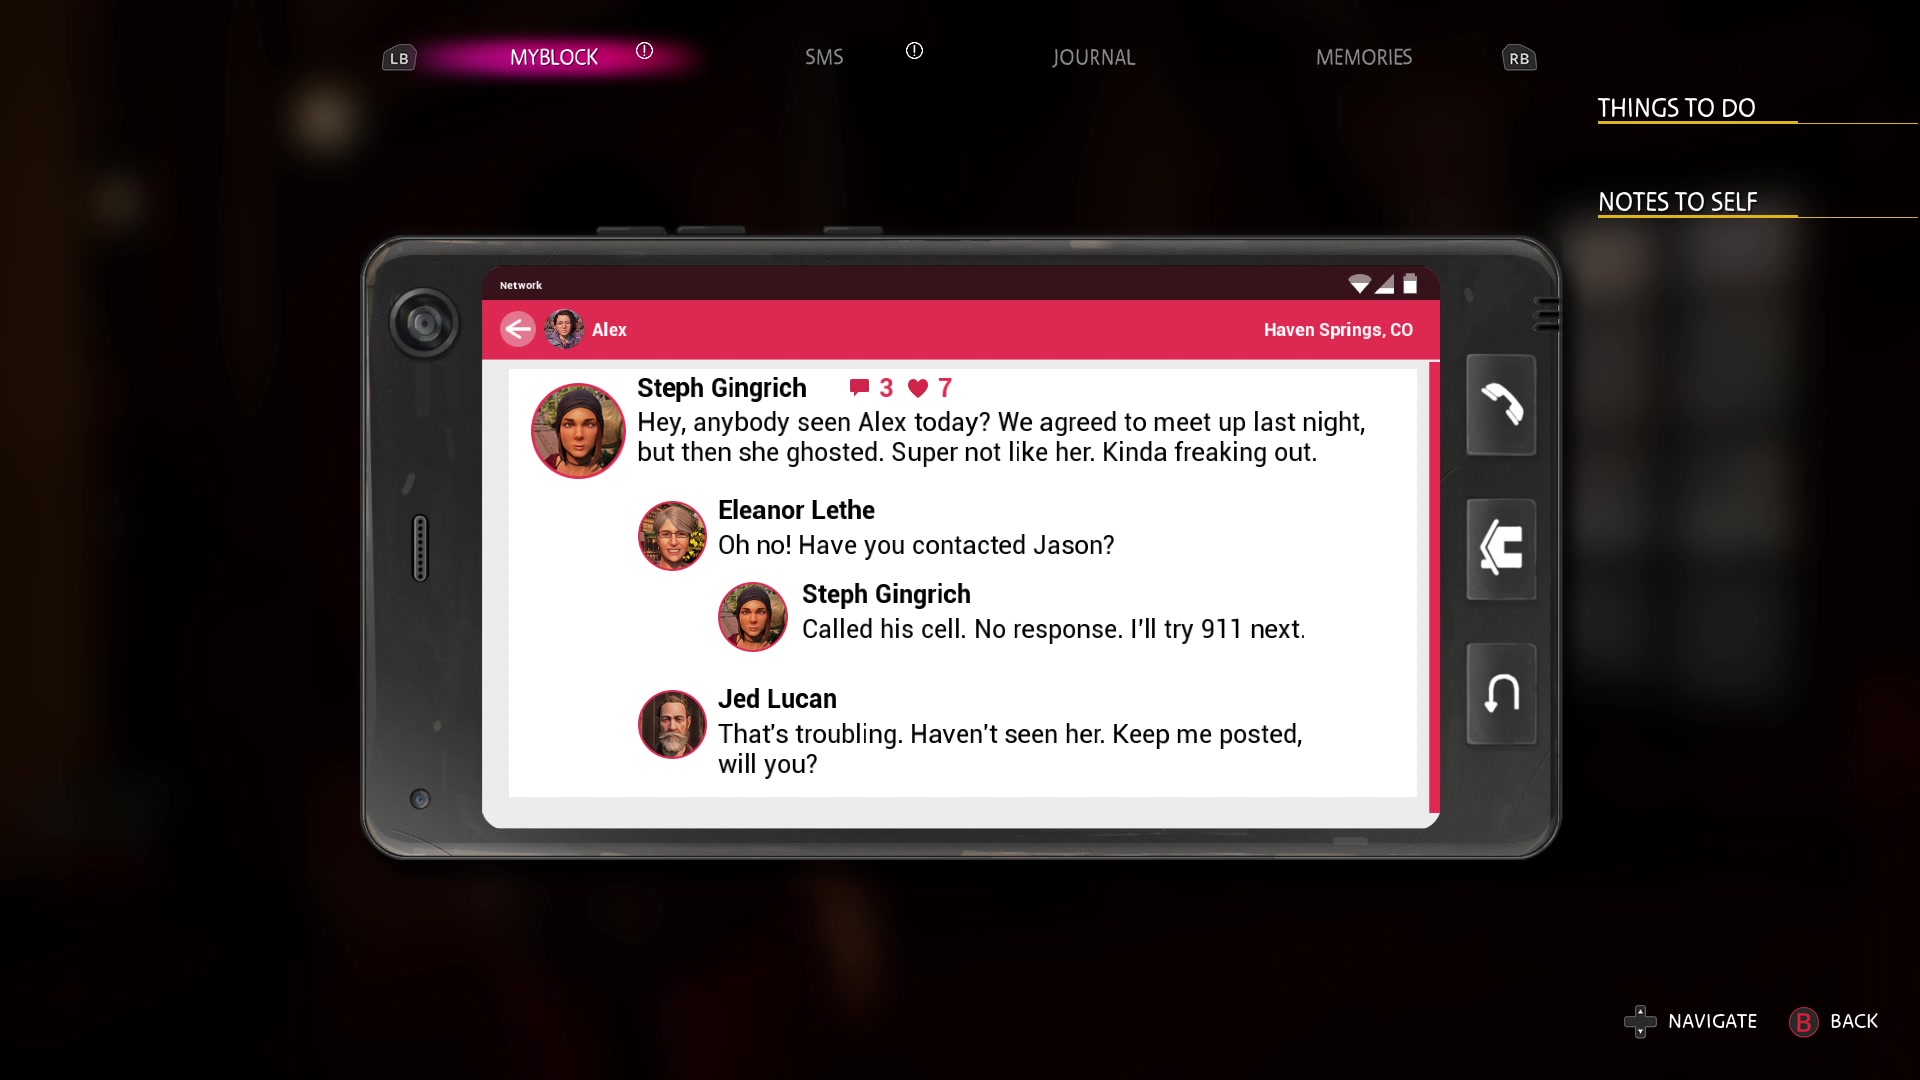 LB
MYBLOCK
SMS
JOURNAL
MEMORIES
RB
THINGS TO DO
NOTES TO SELF
Network
Alex
Haven Springs, CO
Steph Gingrich 3 7
Hey, anybody seen Alex today? We agreed to meet up last night,
but then she ghosted. Super not like her. Kinda freaking out.
Eleanor Lethe
Oh no! Have you contacted Jason?
Steph Gingrich
Called his cell. No response. I'll try 911 next.
Jed Lucan
That's troubling. Haven't seen her. Keep me posted,
will you?
NAVIGATE
B BACK